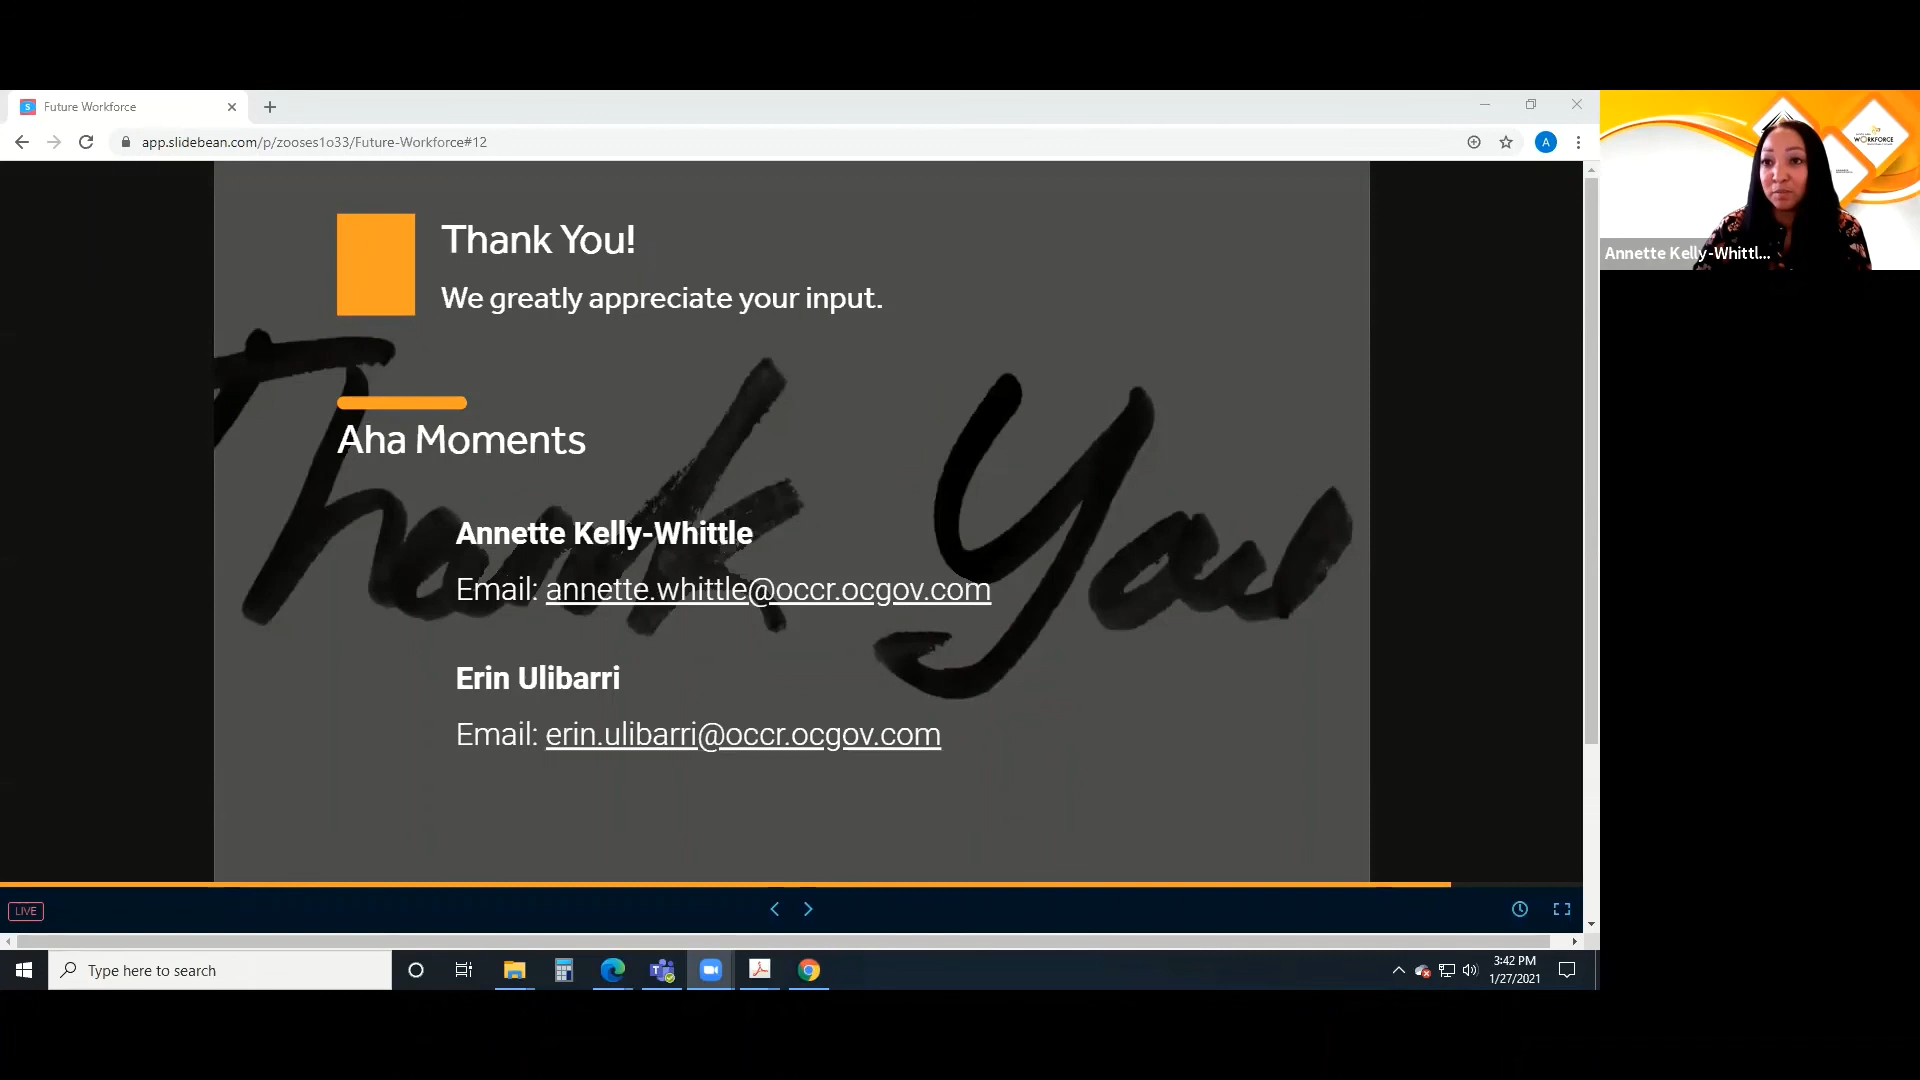 Future Workforce
app.slidebean.com/p/zooses1o33/Future-Workforce#12
A
WORKFORCE
Annette Kelly-Whittl...
Thank You!
We greatly appreciate your input.
Thank You
Aha Moments
Annette Kelly-Whittle
Email: annette.whittle@occr.ocgov.com
Erin Ulibarri
Email: erin.ulibarri@occr.ocgov.com
LIVE
Type here to search
3:42 PM
1/27/2021